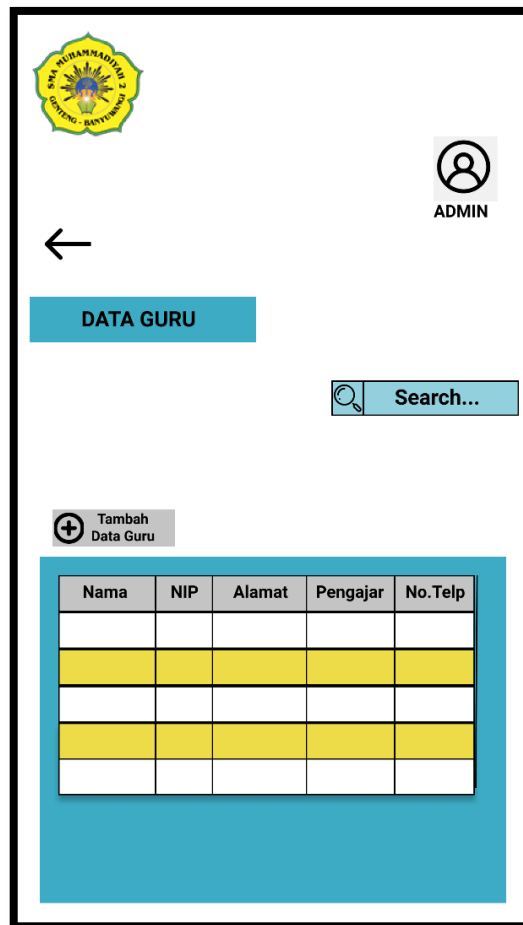 SMA MUHAMMADIYAH 2
GENTENG - BANYUWANGI
ADMIN
DATA GURU
Search...
Tambah
Data Guru
Nama NIP Alamat Pengajar No.Telp